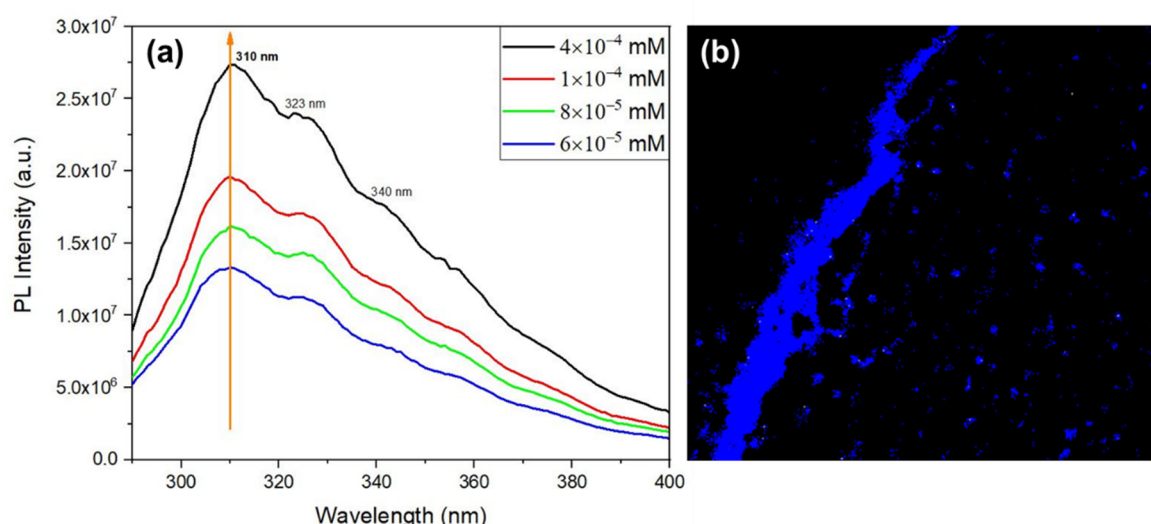 (a)
310 nm
323 nm
340 nm
4×10⁻⁴ mM
1×10⁻⁴ mM
8×10⁻⁵ mM
6×10⁻⁵ mM
PL Intensity (a.u.)
3.0x10⁷
2.5x10⁷
2.0x10⁷
1.5x10⁷
1.0x10⁷
5.0x10⁶
0.0
300 320 340 360 380 400
Wavelength (nm)
(b)